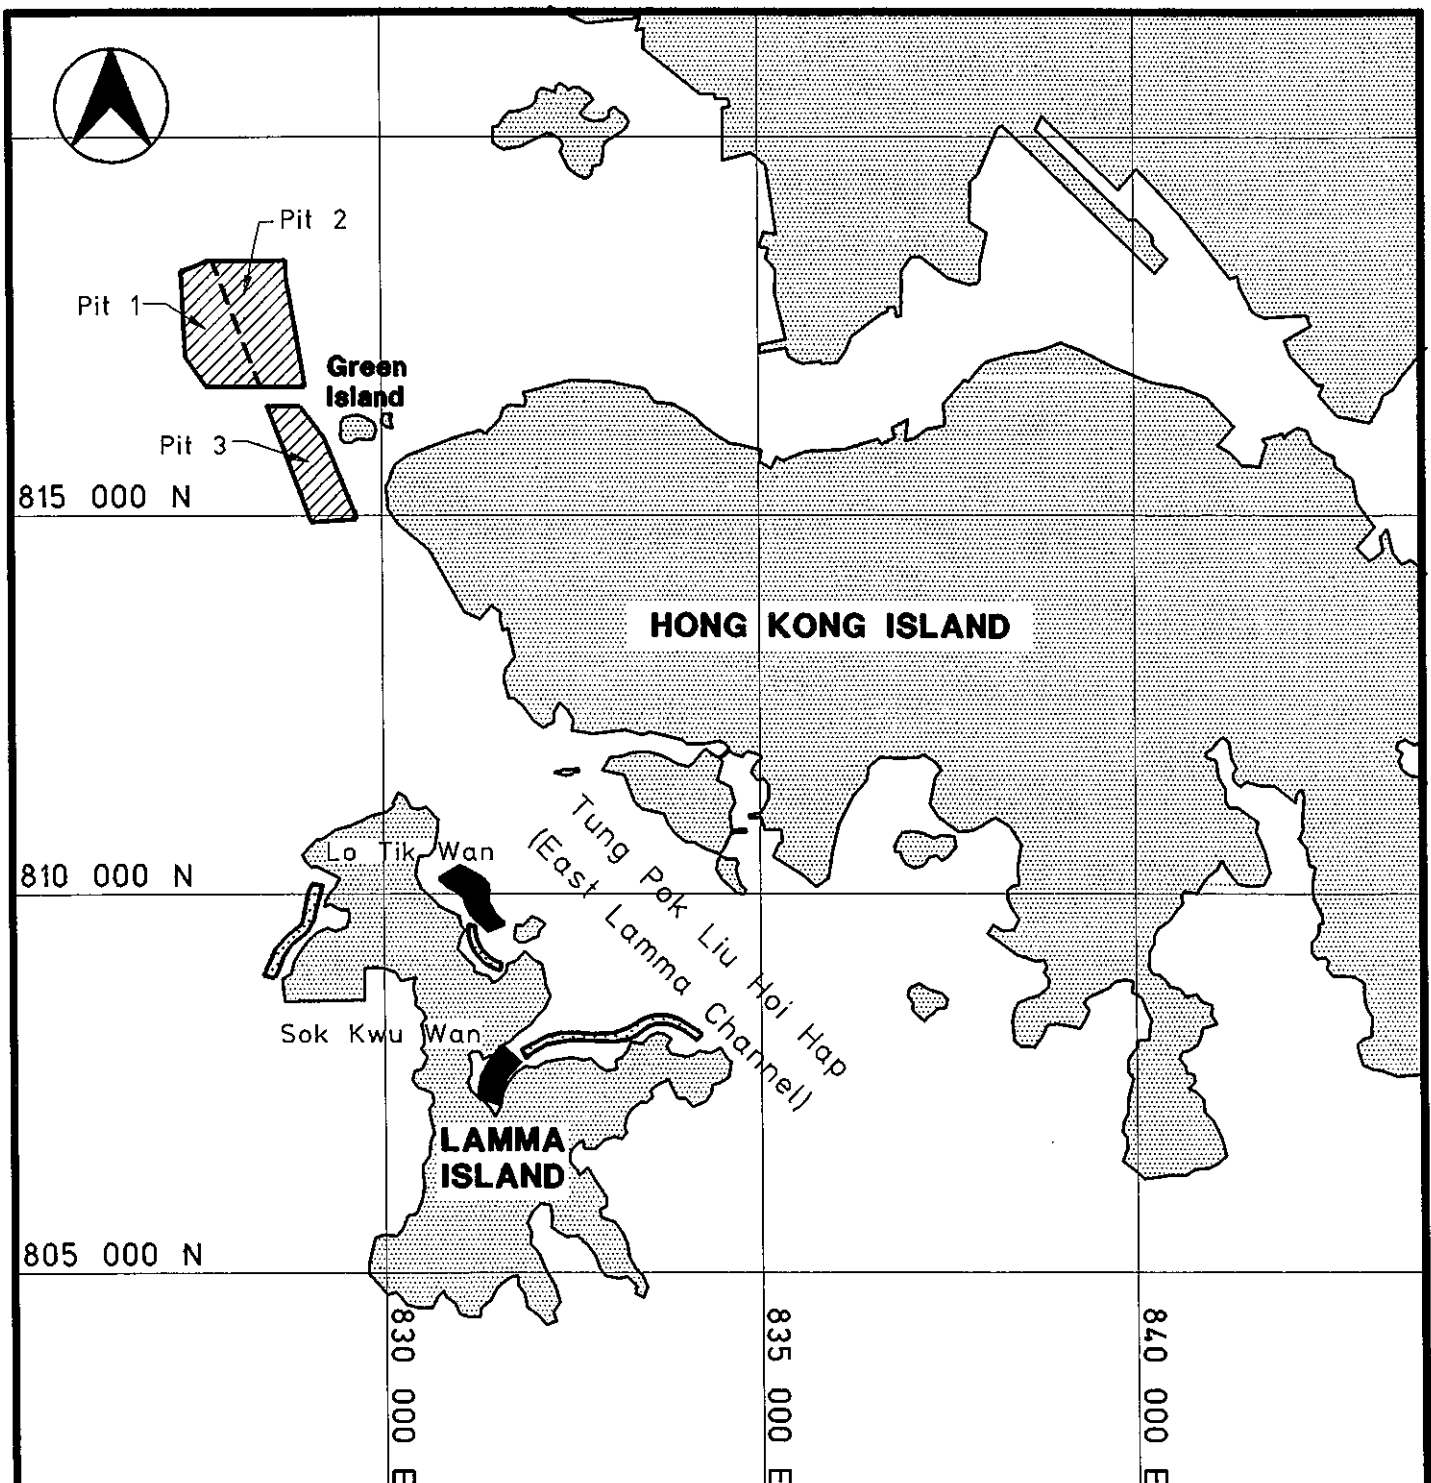 Pit 2
Pit 1
Green
Island
Pit 3
815 000 N
HONG KONG ISLAND
Tung Pok Liu Hoi Hap
(East Lamma Channel)
Lo Tik Wan
810 000 N
Sok Kwu Wan
LAMMA
ISLAND
805 000 N
830 000 E
835 000 E
840 000 E